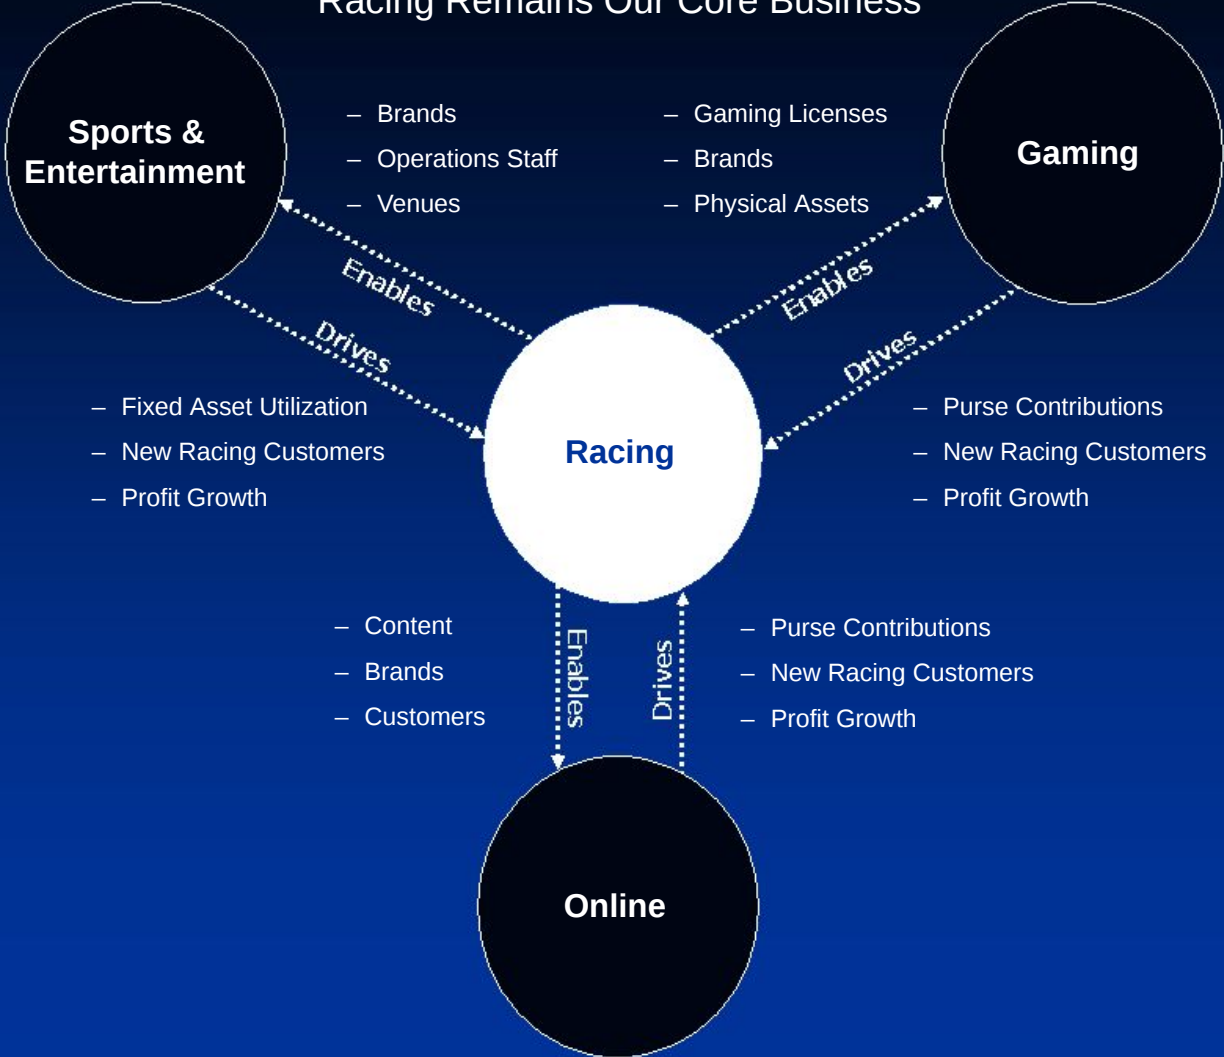 Racing Remains Our Core Business
Sports &
Entertainment
– Brands
– Operations Staff
– Venues
– Gaming Licenses
– Brands
– Physical Assets
Gaming
Enables
Drives
Enables
Drives
– Fixed Asset Utilization
– New Racing Customers
– Profit Growth
Racing
– Purse Contributions
– New Racing Customers
– Profit Growth
– Content
– Brands
– Customers
Enables
Drives
– Purse Contributions
– New Racing Customers
– Profit Growth
Online